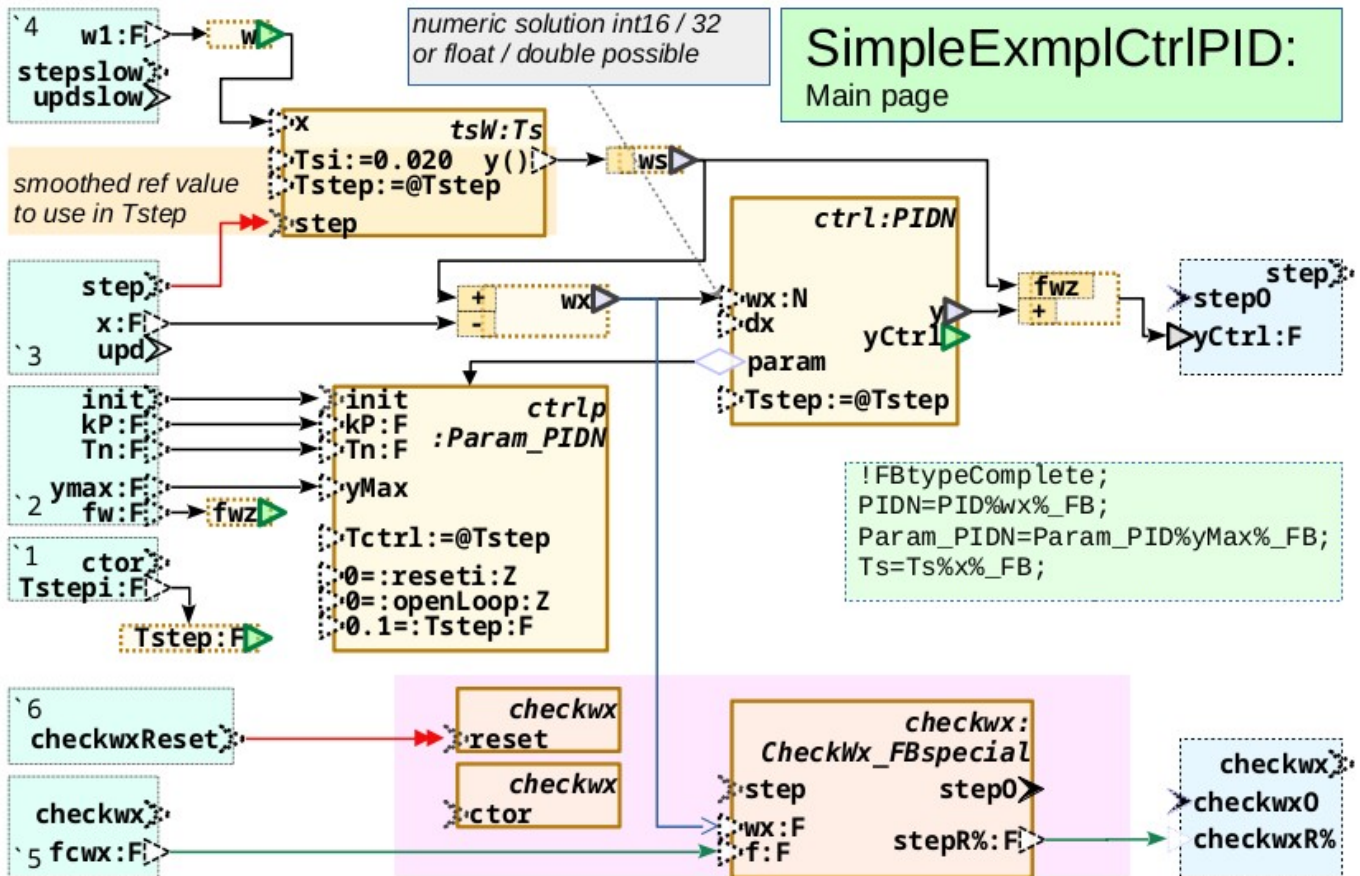 `4
w1:F
stepslow
updslow
w
numeric solution int16 / 32
or float / double possible
SimpleExmplCtrlPID:
Main page
x
tsW:Ts
Tsi:=0.020
y()
Tstep:=@Tstep
step
ws
smoothed ref value
to use in Tstep
step
x:F
upd
`3
+
-
wx
ctrl:PIDN
wx:N
dx
y
yCtrl
param
Tstep:=@Tstep
fwz
+
step
stepO
yCtrl:F
init
kP:F
Tn:F
ymax:F
fw:F
`2
fwz
init
kP:F
Tn:F
ctrlp
:Param_PIDN
yMax
Tctrl:=@Tstep
0=:reseti:Z
0=:openLoop:Z
0.1=:Tstep:F
!FBtypeComplete;
PIDN=PID%wx%_FB;
Param_PIDN=Param_PID%yMax%_FB;
Ts=Ts%x%_FB;
`1
ctor
Tstepi:F
Tstep:F
`6
checkwxReset
checkwx
reset
checkwx
ctor
checkwx
`5
fcwx:F
checkwx:
CheckWx_FBspecial
step
stepO
wx:F
f:F
stepR%:F
checkwx
checkwxO
checkwxR%